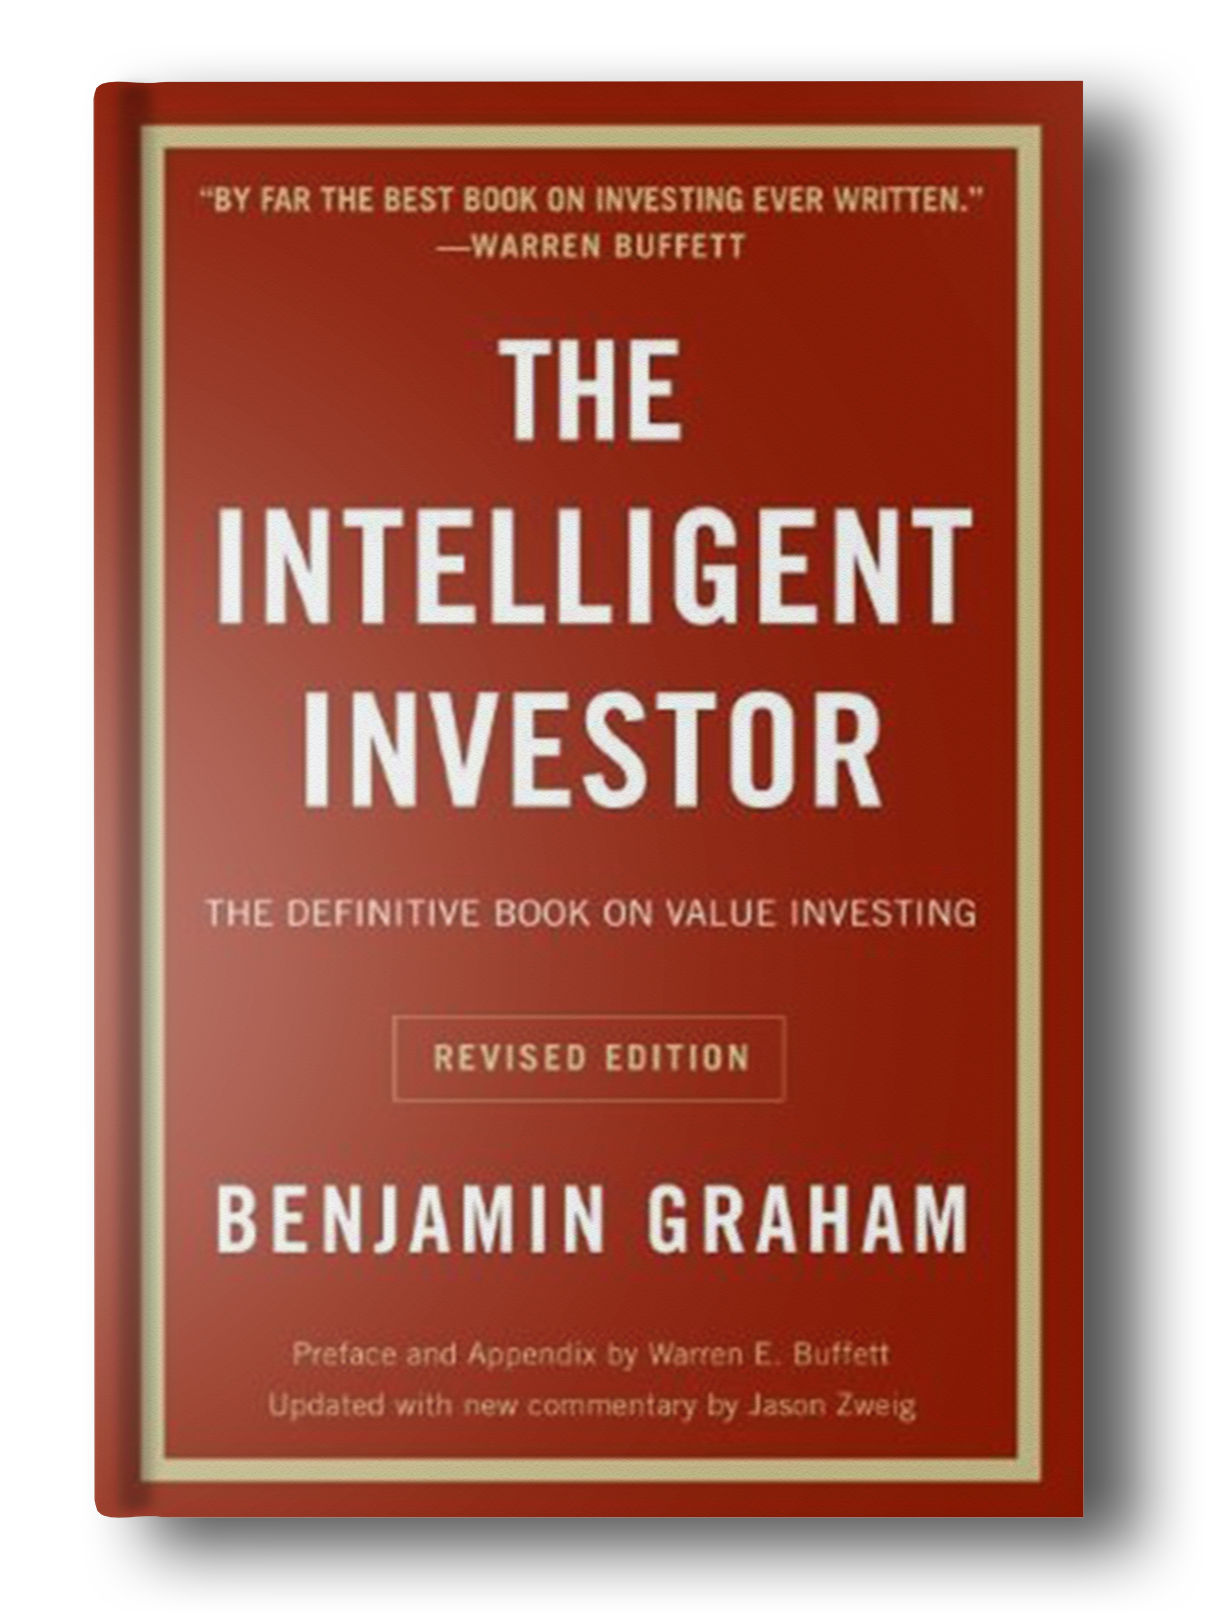 “BY FAR THE BEST BOOK ON INVESTING EVER WRITTEN.”
—WARREN BUFFETT
THE
INTELLIGENT
INVESTOR
THE DEFINITIVE BOOK ON VALUE INVESTING
REVISED EDITION
BENJAMIN GRAHAM
Preface and Appendix by Warren E. Buffett
Updated with new commentary by Jason Zweig